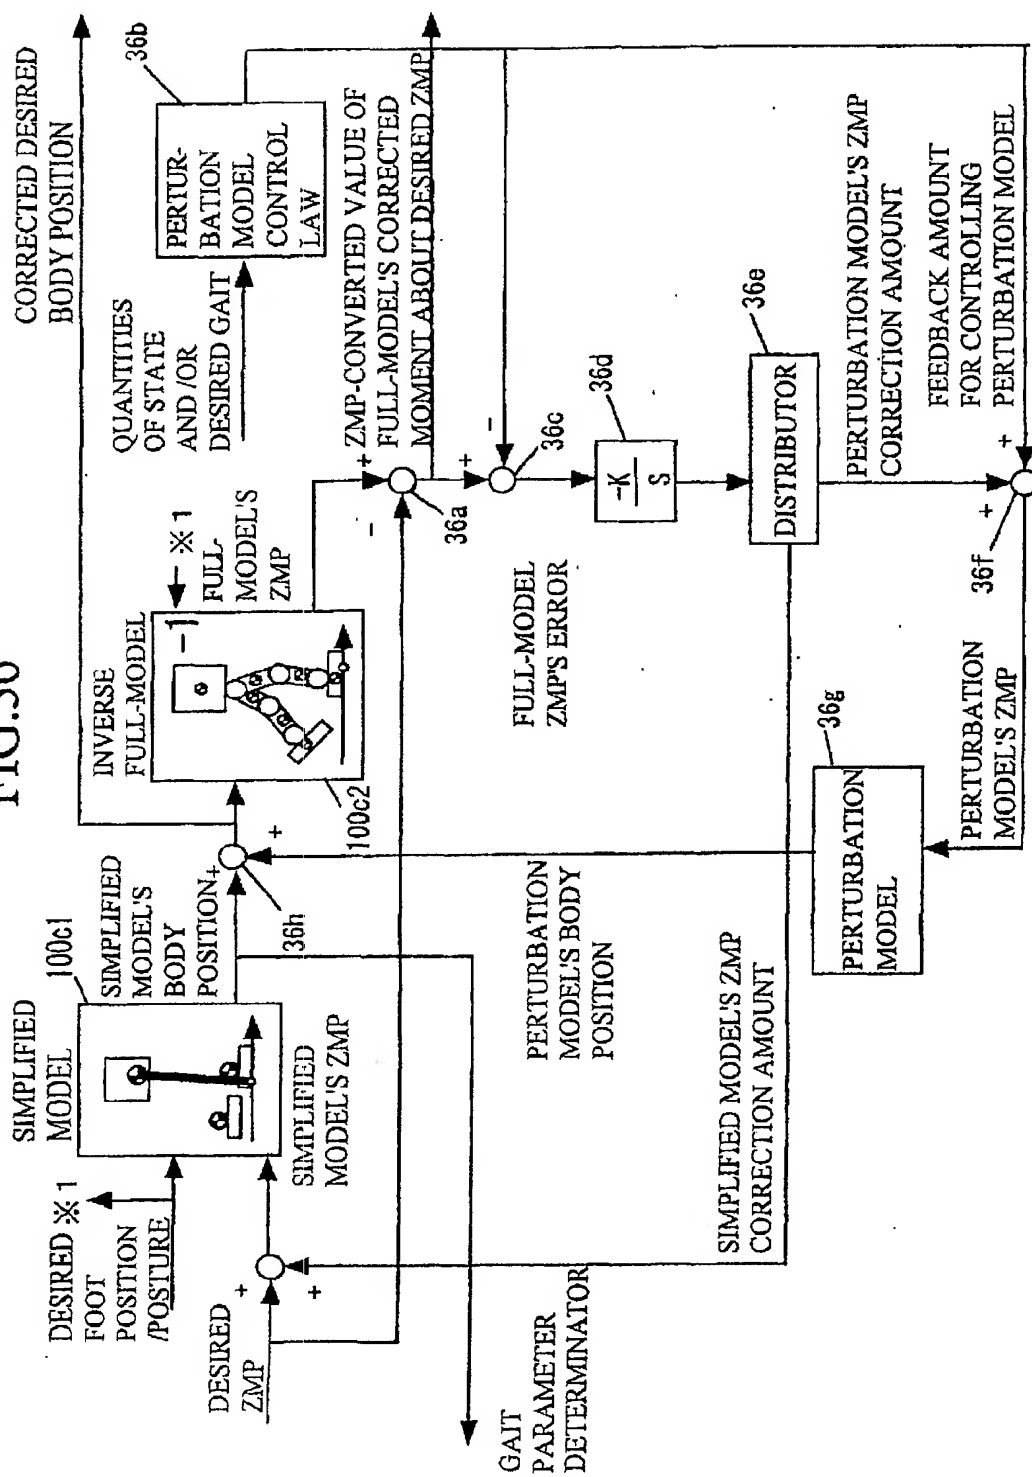 FIG.36
CORRECTED DESIRED
BODY POSITION
36b
PERTUR-
BATION
MODEL
CONTROL
LAW
QUANTITIES
OF STATE
AND /OR
DESIRED GAIT
ZMP-CONVERTED VALUE OF
FULL-MODEL'S CORRECTED
MOMENT ABOUT DESIRED ZMP
INVERSE
FULL-MODEL
-1
※ 1
FULL-
MODEL'S
ZMP
100c2
+
-
36a
+
-
36c
SIMPLIFIED
MODEL
100c1
SIMPLIFIED
MODEL'S
BODY
POSITION+
+
36h
DESIRED ※ 1
FOOT
POSITION
/POSTURE
SIMPLIFIED
MODEL'S ZMP
DESIRED
ZMP
+
+
FULL-MODEL
ZMP'S ERROR
-K
S
36d
DISTRIBUTOR
36e
PERTURBATION MODEL'S ZMP
CORRECTION AMOUNT
FEEDBACK AMOUNT
FOR CONTROLLING
PERTURBATION MODEL
+
+
36f
PERTURBATION
MODEL'S BODY
POSITION
PERTURBATION
MODEL
36g
PERTURBATION
MODEL'S ZMP
SIMPLIFIED MODEL'S ZMP
CORRECTION AMOUNT
GAIT
PARAMETER
DETERMINATOR